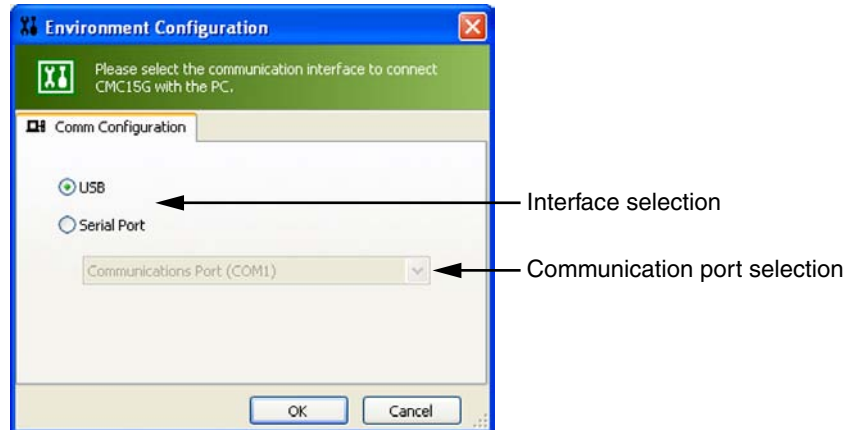 Environment Configuration
Please select the communication interface to connect
CMC15G with the PC.
Comm Configuration
USB
Interface selection
Serial Port
Communications Port (COM1)
Communication port selection
OK
Cancel